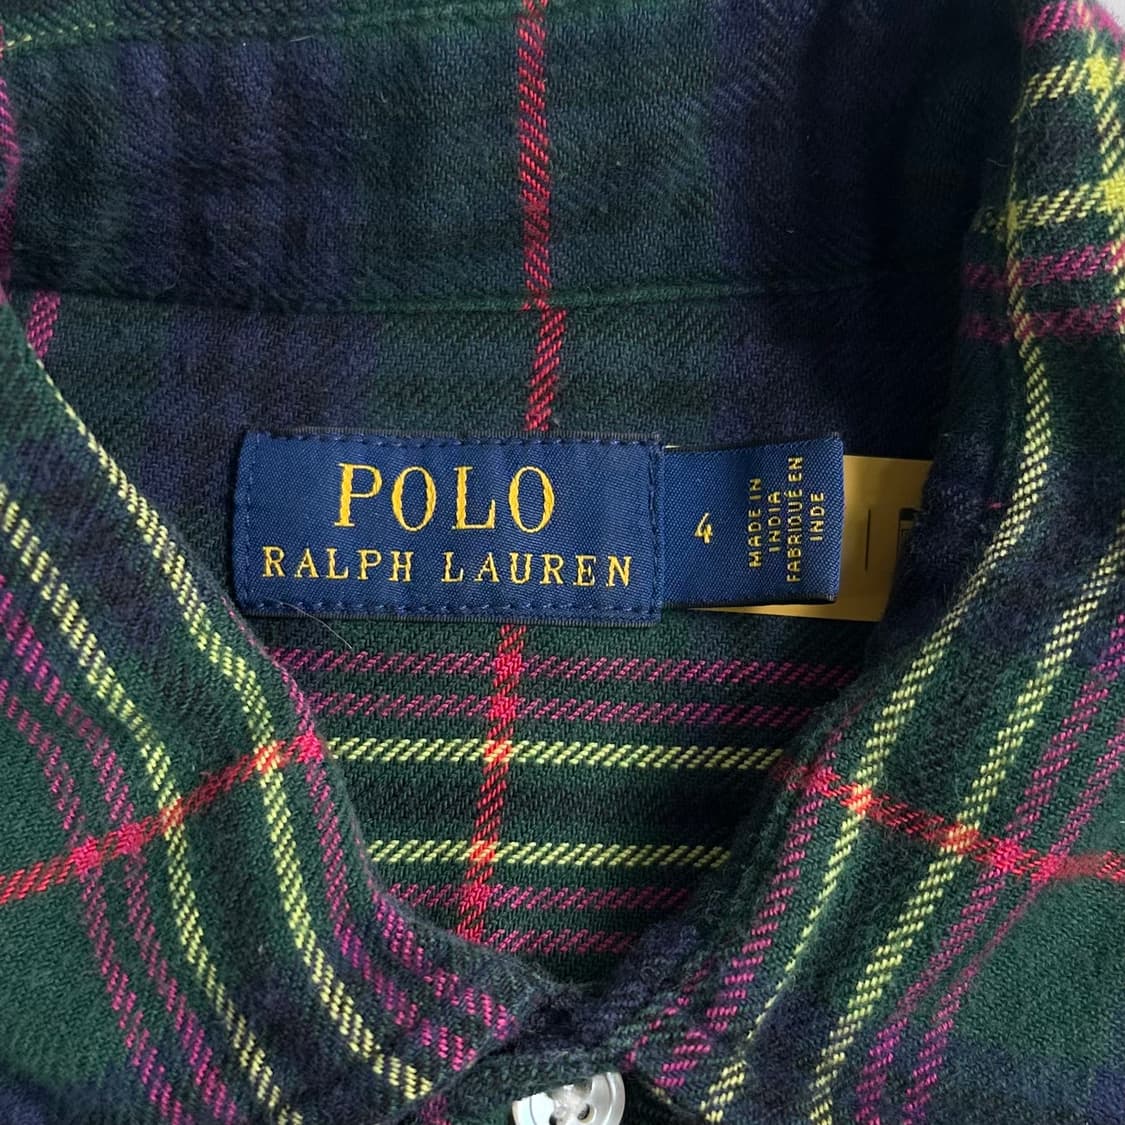 POLO
RALPH LAUREN
4
MADE IN
INDIA
FABRIQUÉ EN
INDE